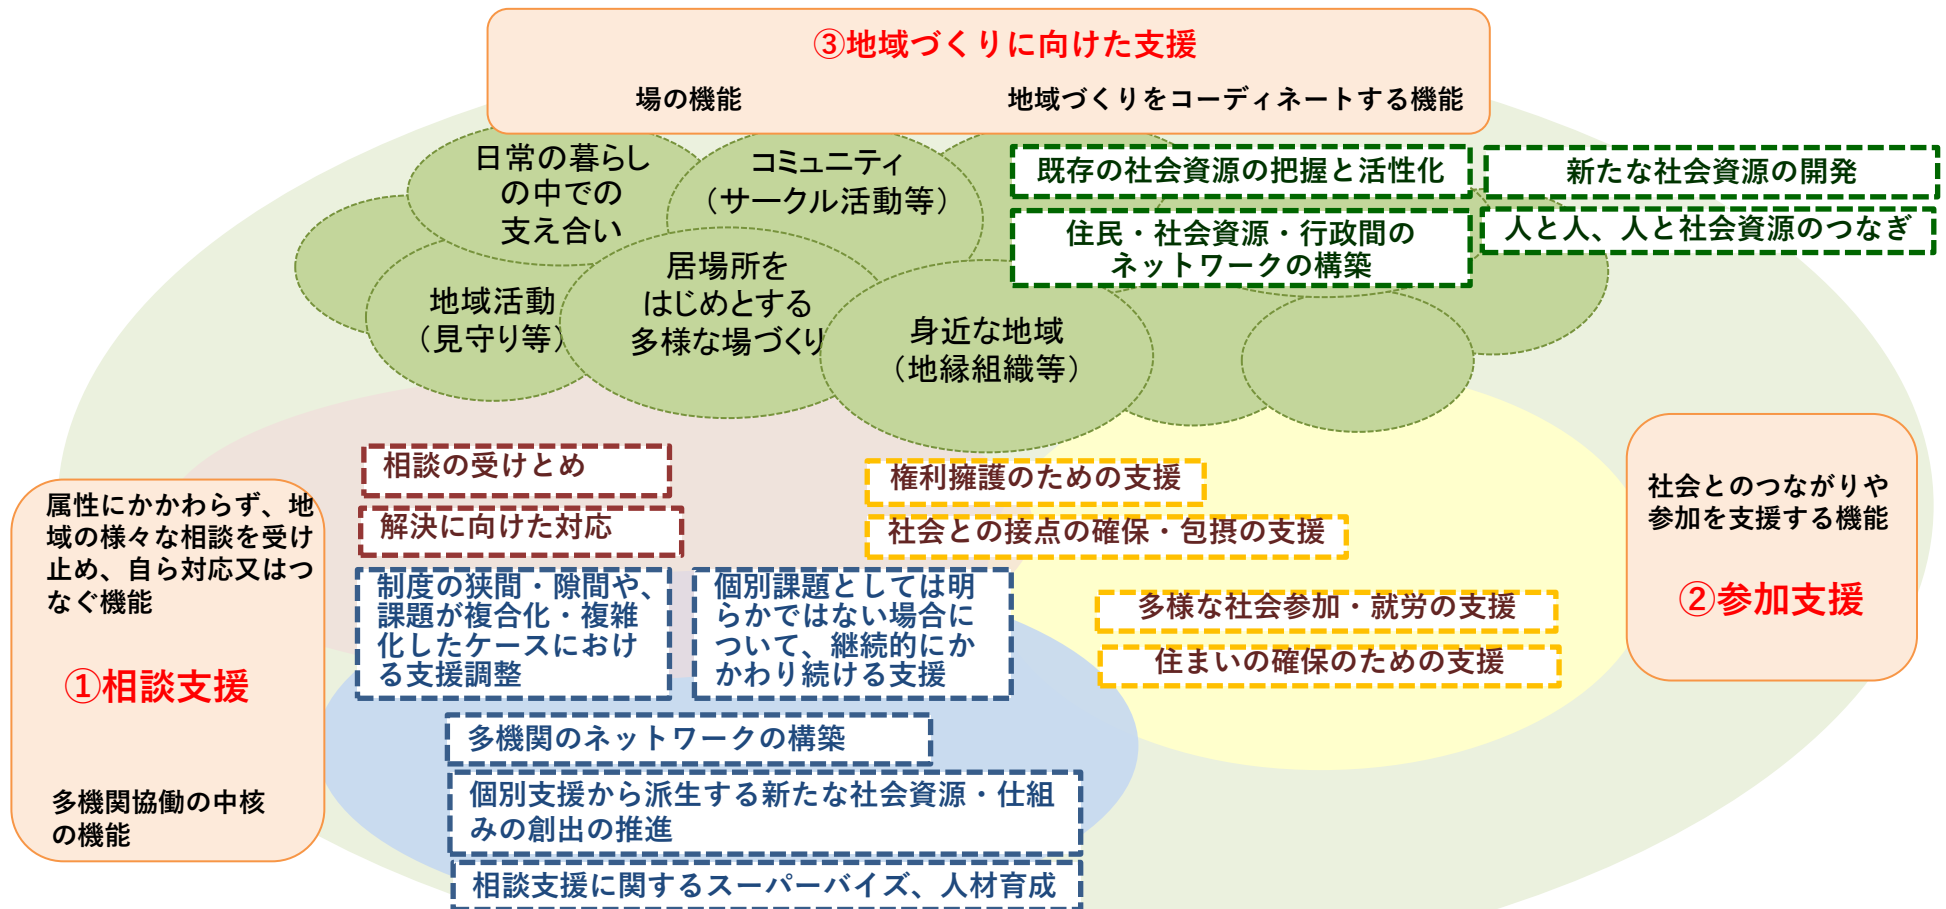 ③地域づくりに向けた支援
場の機能
地域づくりをコーディネートする機能
日常の暮らし
の中での
支え合い
コミュニティ
（サークル活動等）
既存の社会資源の把握と活性化
新たな社会資源の開発
住民・社会資源・行政間の
ネットワークの構築
人と人、人と社会資源のつなぎ
地域活動
（見守り等）
居場所を
はじめとする
多様な場づくり
身近な地域
（地縁組織等）
相談の受けとめ
解決に向けた対応
権利擁護のための支援
社会との接点の確保・包摂の支援
属性にかかわらず、地
域の様々な相談を受け
止め、自ら対応又はつ
なぐ機能
①相談支援
多機関協働の中核
の機能
制度の狭間・隙間や、
課題が複合化・複雑
化したケースにおけ
る支援調整
個別課題としては明
らかではない場合に
ついて、継続的にか
かわり続ける支援
多様な社会参加・就労の支援
住まいの確保のための支援
社会とのつながりや
参加を支援する機能
②参加支援
多機関のネットワークの構築
個別支援から派生する新たな社会資源・仕組
みの創出の推進
相談支援に関するスーパーバイズ、人材育成